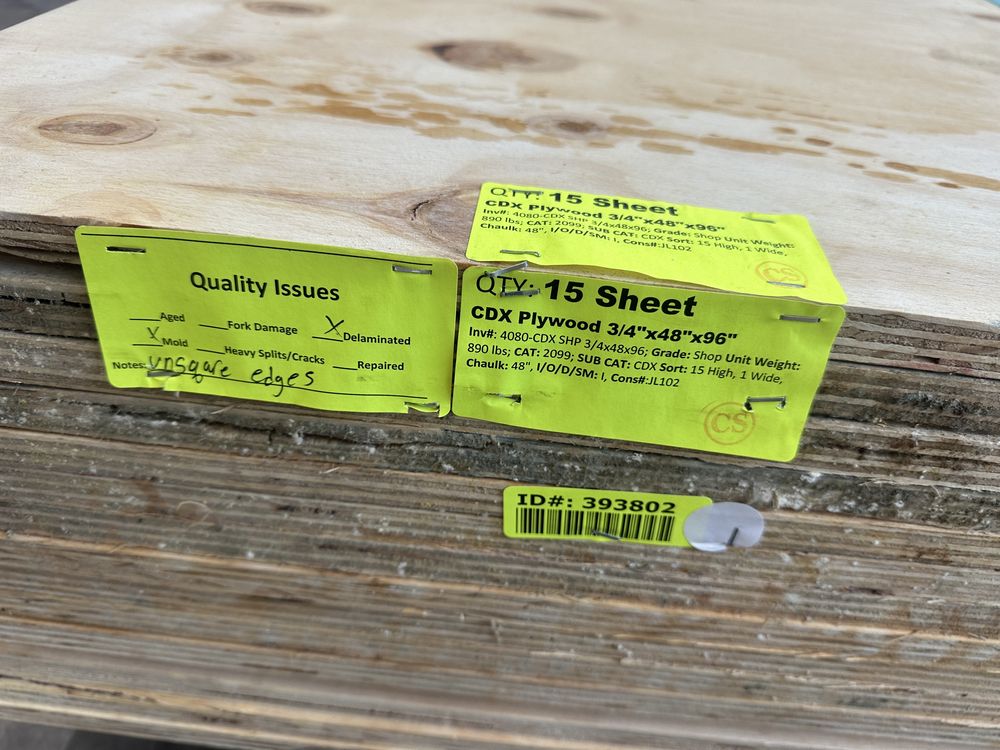 QTY: 15 Sheet
CDX Plywood 3/4"x48"x96"
Inv#: 4080-CDX SHP 3/4x48x96; Grade: Shop Unit Weight:
890 lbs; CAT: 2099; SUB CAT: CDX Sort: 15 High, 1 Wide,
Chaulk: 48", I/O/D/SM: I, Cons#:JL102
CS
Quality Issues
___Aged ___Fork Damage X Delaminated
X Mold ___Heavy Splits/Cracks ___Repaired
Notes: unsqare edges
QTY: 15 Sheet
CDX Plywood 3/4"x48"x96"
Inv#: 4080-CDX SHP 3/4x48x96; Grade: Shop Unit Weight:
890 lbs; CAT: 2099; SUB CAT: CDX Sort: 15 High, 1 Wide,
Chaulk: 48", I/O/D/SM: I, Cons#:JL102
CS
ID#: 393802